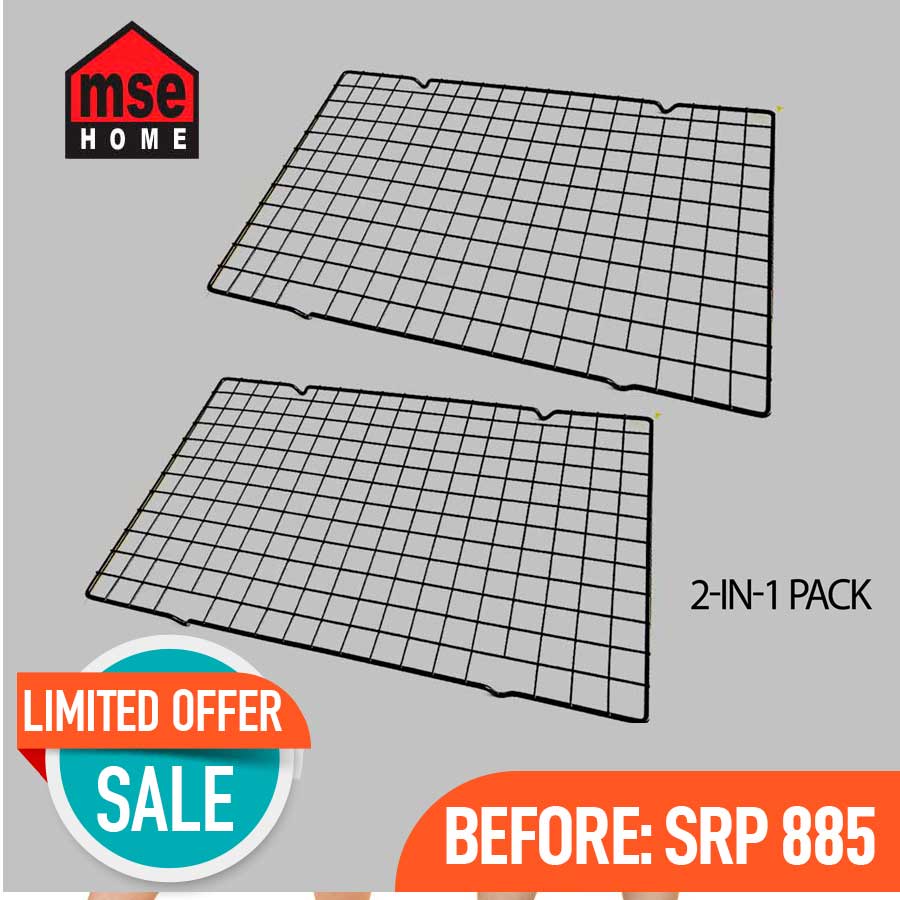 mse
HOME
2-IN-1 PACK
LIMITED OFFER
SALE
BEFORE: SRP 885